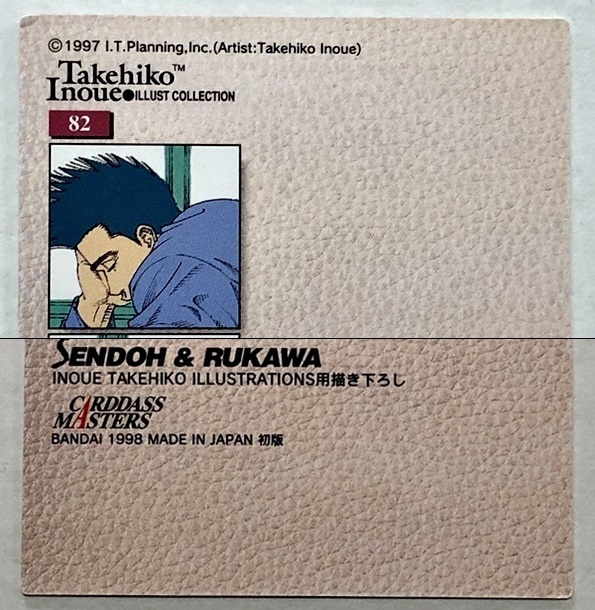 ©1997 I.T.Planning,Inc.(Artist:Takehiko Inoue)
Takehiko™
Inoue●ILLUST COLLECTION
82
SENDOH & RUKAWA
INOUE TAKEHIKO ILLUSTRATIONS用描き下ろし
CARDDASS
MASTERS
BANDAI 1998 MADE IN JAPAN 初版